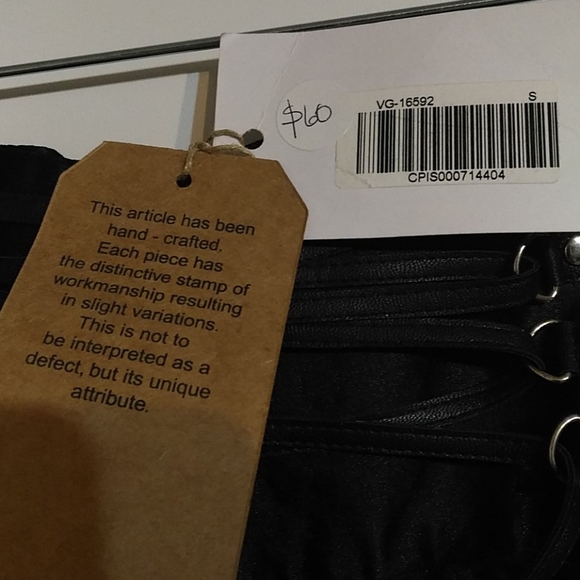 $60
VG-16592 S
CPIS000714404
This article has been
hand - crafted.
Each piece has
the distinctive stamp of
workmanship resulting
in slight variations.
This is not to
be interpreted as a
defect, but its unique
attribute.